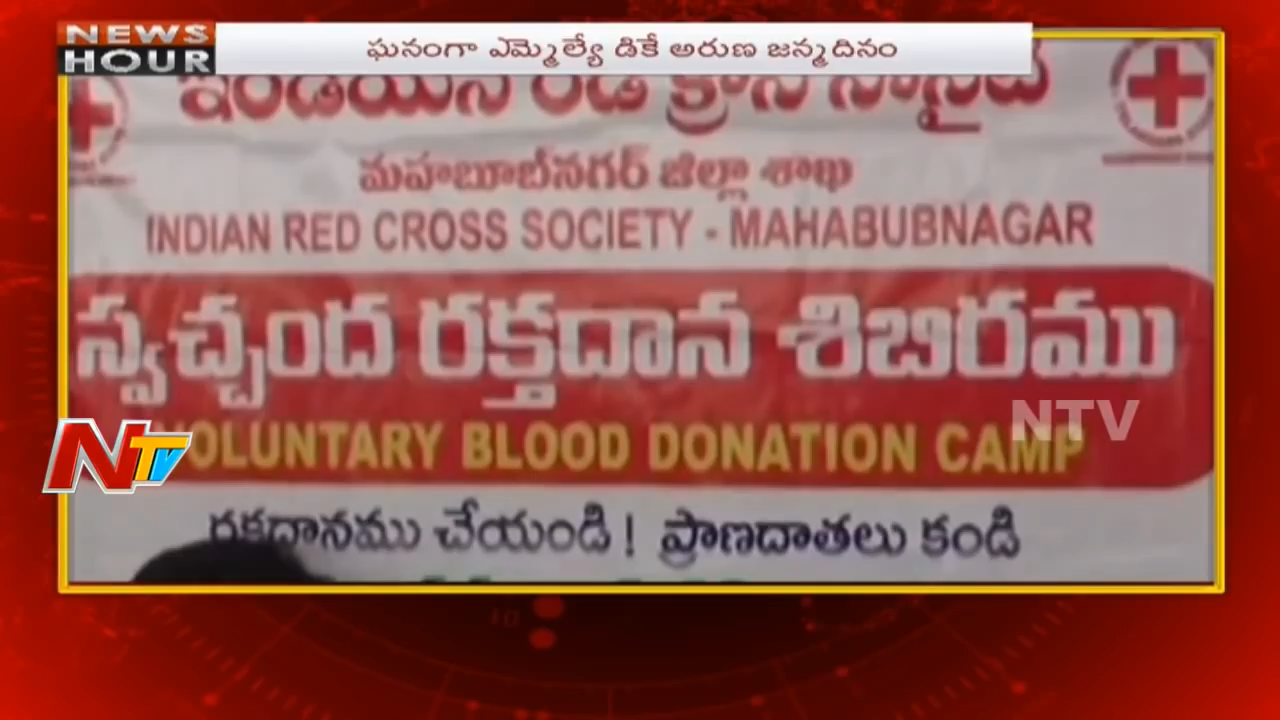 NEWS
HOUR
ఘనంగా ఎమ్మెల్యే డికే అరుణ జన్మదినం
ఇండియన్ రెడ్ క్రాస్ సొసైటి
మహబూబ్‌నగర్ జిల్లా శాఖ
INDIAN RED CROSS SOCIETY - MAHABUBNAGAR
స్వచ్ఛంద రక్తదాన శిబిరము
NTV
VOLUNTARY BLOOD DONATION CAMP
NTV
రక్తదానము చేయండి! ప్రాణదాతలు కండి